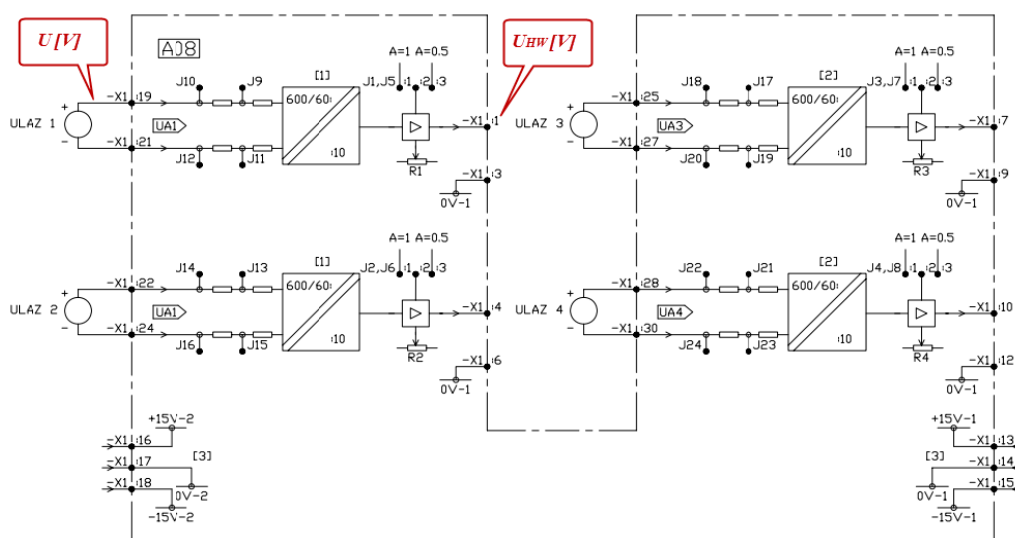 U[V]
UHW[V]
A08
A=1 A=0.5
A=1 A=0.5
J10
J9
[1]
J1,J5
:1
:2
:3
J18
J17
[2]
J3,J7
:1
:2
:3
-X1
:19
600/60:
-X1
:1
-X1
:25
600/60:
-X1
:7
+
ULAZ 1
-
UA1
+
ULAZ 3
-
UA3
-X1
:21
:10
-X1
:27
:10
J12
J11
R1
-X1
:3
J20
J19
R3
-X1
:9
0V-1
0V-1
A=1 A=0.5
A=1 A=0.5
J14
J13
[1]
J2,J6
:1
:2
:3
J22
J21
[2]
J4,J8
:1
:2
:3
-X1
:22
600/60:
-X1
:4
-X1
:28
600/60:
-X1
:10
+
ULAZ 2
-
UA1
+
ULAZ 4
-
UA4
-X1
:24
:10
-X1
:30
:10
J16
J15
R2
-X1
:6
J24
J23
R4
-X1
:12
0V-1
0V-1
+15V-2
+15V-1
-X1
:16
-X1
:13
-X1
:17
[3]
[3]
-X1
:14
-X1
:18
0V-2
0V-1
-X1
:15
-15V-2
-15V-1